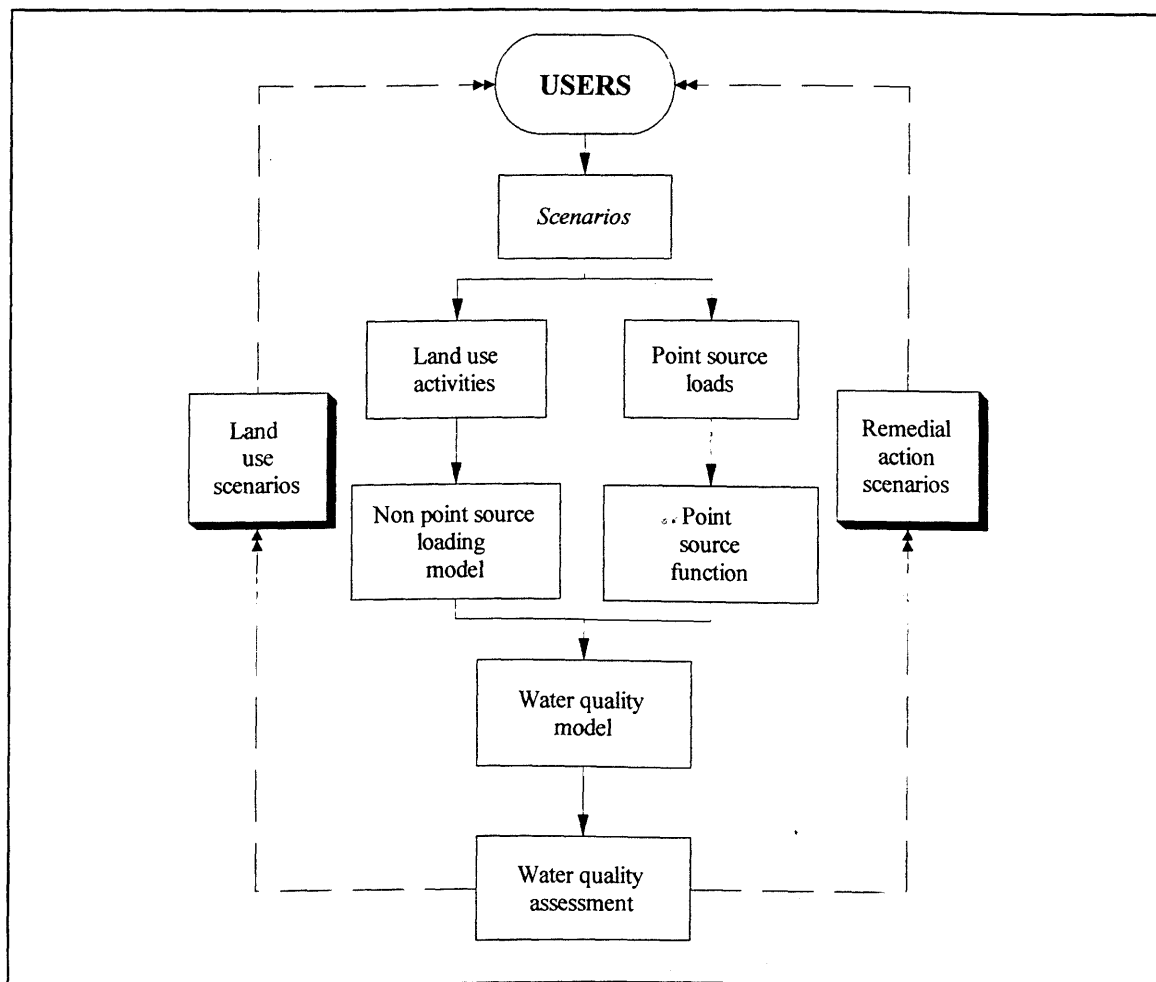 USERS
Scenarios
Land use
activities
Point source
loads
Land
use
scenarios
Remedial
action
scenarios
Non point source
loading
model
Point
source
function
Water quality
model
Water quality
assessment